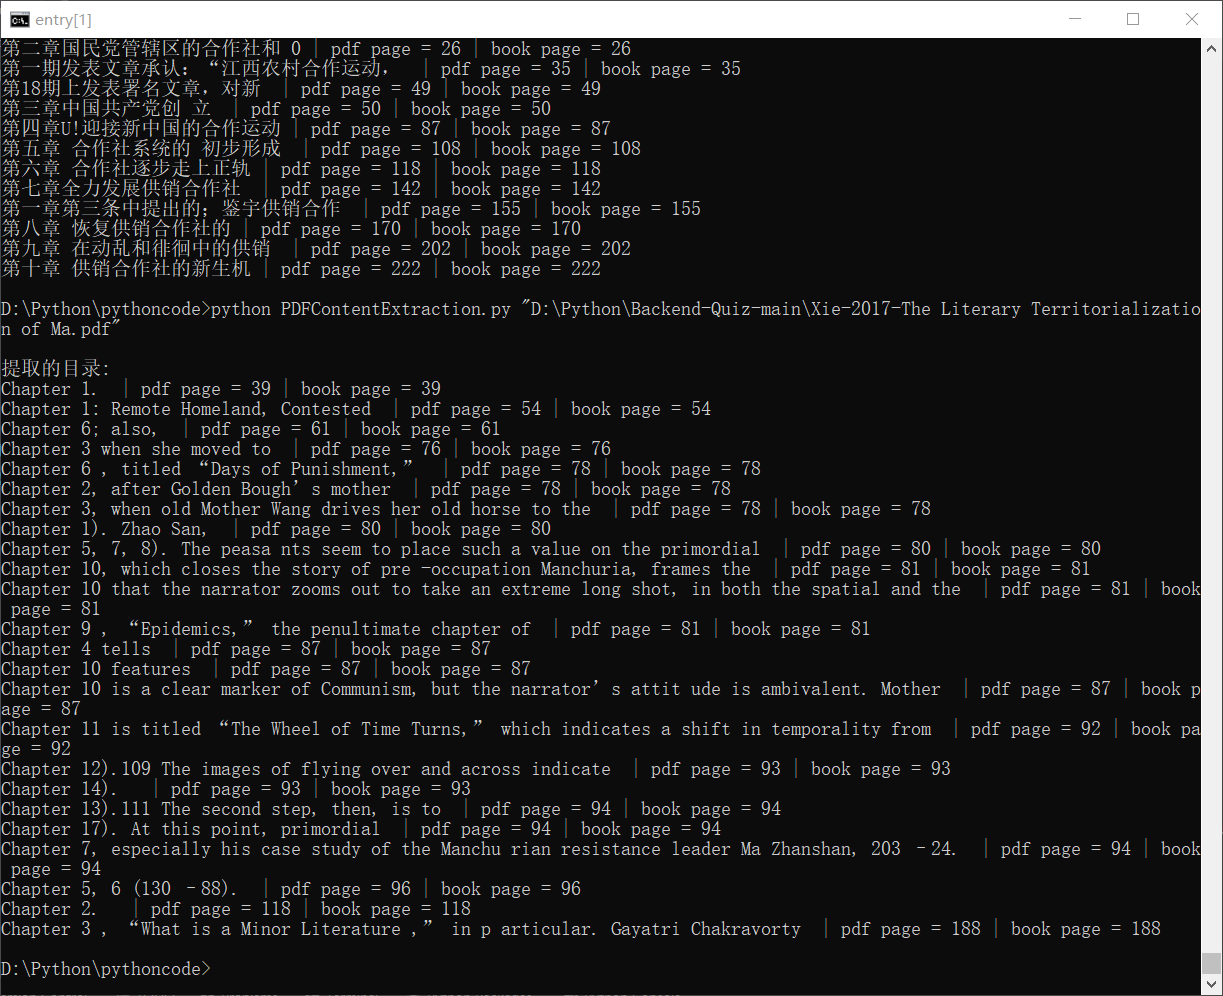 entry[1]
第二章国民党管辖区的合作社和 0 | pdf page = 26 | book page = 26
第一期发表文章承认：“江西农村合作运动， | pdf page = 35 | book page = 35
第18期上发表署名文章，对新 | pdf page = 49 | book page = 49
第三章中国共产党创 立 | pdf page = 50 | book page = 50
第四章U!迎接新中国的合作运动 | pdf page = 87 | book page = 87
第五章 合作社系统的 初步形成 | pdf page = 108 | book page = 108
第六章 合作社逐步走上正轨 | pdf page = 118 | book page = 118
第七章全力发展供销合作社 | pdf page = 142 | book page = 142
第一章第三条中提出的；鉴宇供销合作 | pdf page = 155 | book page = 155
第八章 恢复供销合作社的 | pdf page = 170 | book page = 170
第九章 在动乱和徘徊中的供销 | pdf page = 202 | book page = 202
第十章 供销合作社的新生机 | pdf page = 222 | book page = 222
D:\Python\pythoncode>python PDFContentExtraction.py "D:\Python\Backend-Quiz-main\Xie-2017-The Literary Territorializatio
n of Ma.pdf"
提取的目录:
Chapter 1. | pdf page = 39 | book page = 39
Chapter 1: Remote Homeland, Contested | pdf page = 54 | book page = 54
Chapter 6; also, | pdf page = 61 | book page = 61
Chapter 3 when she moved to | pdf page = 76 | book page = 76
Chapter 6 , titled “Days of Punishment,” | pdf page = 78 | book page = 78
Chapter 2, after Golden Bough’s mother | pdf page = 78 | book page = 78
Chapter 3, when old Mother Wang drives her old horse to the | pdf page = 78 | book page = 78
Chapter 1). Zhao San, | pdf page = 80 | book page = 80
Chapter 5, 7, 8). The peasa nts seem to place such a value on the primordial | pdf page = 80 | book page = 80
Chapter 10, which closes the story of pre -occupation Manchuria, frames the | pdf page = 81 | book page = 81
Chapter 10 that the narrator zooms out to take an extreme long shot, in both the spatial and the | pdf page = 81 | book
page = 81
Chapter 9 , “Epidemics,” the penultimate chapter of | pdf page = 81 | book page = 81
Chapter 4 tells | pdf page = 87 | book page = 87
Chapter 10 features | pdf page = 87 | book page = 87
Chapter 10 is a clear marker of Communism, but the narrator’s attit ude is ambivalent. Mother | pdf page = 87 | book p
age = 87
Chapter 11 is titled “The Wheel of Time Turns,” which indicates a shift in temporality from | pdf page = 92 | book pa
ge = 92
Chapter 12).109 The images of flying over and across indicate | pdf page = 93 | book page = 93
Chapter 14). | pdf page = 93 | book page = 93
Chapter 13).111 The second step, then, is to | pdf page = 94 | book page = 94
Chapter 17). At this point, primordial | pdf page = 94 | book page = 94
Chapter 7, especially his case study of the Manchu rian resistance leader Ma Zhanshan, 203 –24. | pdf page = 94 | book
page = 94
Chapter 5, 6 (130 –88). | pdf page = 96 | book page = 96
Chapter 2. | pdf page = 118 | book page = 118
Chapter 3 , “What is a Minor Literature ,” in p articular. Gayatri Chakravorty | pdf page = 188 | book page = 188
D:\Python\pythoncode>